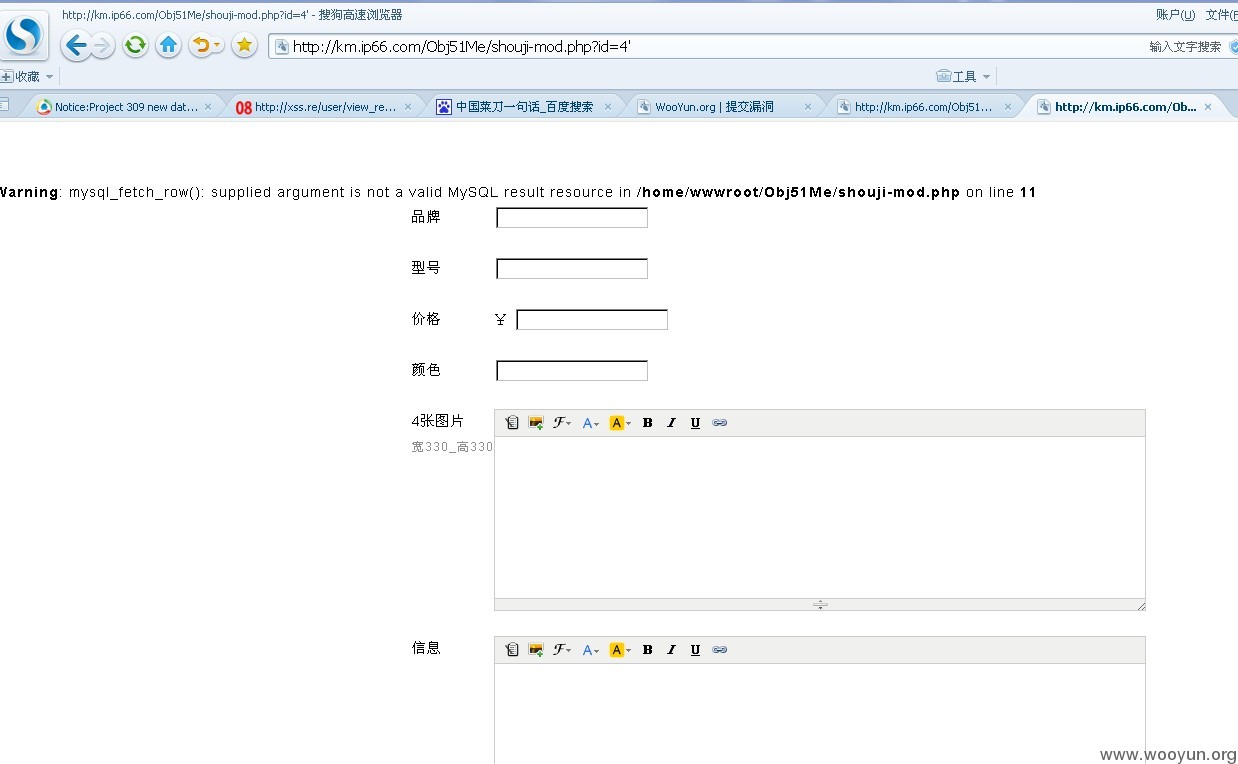 http://km.ip66.com/Obj51Me/shouji-mod.php?id=4' - 搜狗高速浏览器
账户(U) 文件(F
http://km.ip66.com/Obj51Me/shouji-mod.php?id=4'
输入文字搜索
收藏
工具
Notice:Project 309 new dat...
08 http://xss.re/user/view_re...
中国菜刀一句话_百度搜索
WooYun.org | 提交漏洞
http://km.ip66.com/Obj51...
http://km.ip66.com/Ob...
Warning: mysql_fetch_row(): supplied argument is not a valid MySQL result resource in /home/wwwroot/Obj51Me/shouji-mod.php on line 11
品牌
型号
价格 ￥
颜色
4张图片
宽330_高330
信息
www.wooyun.org